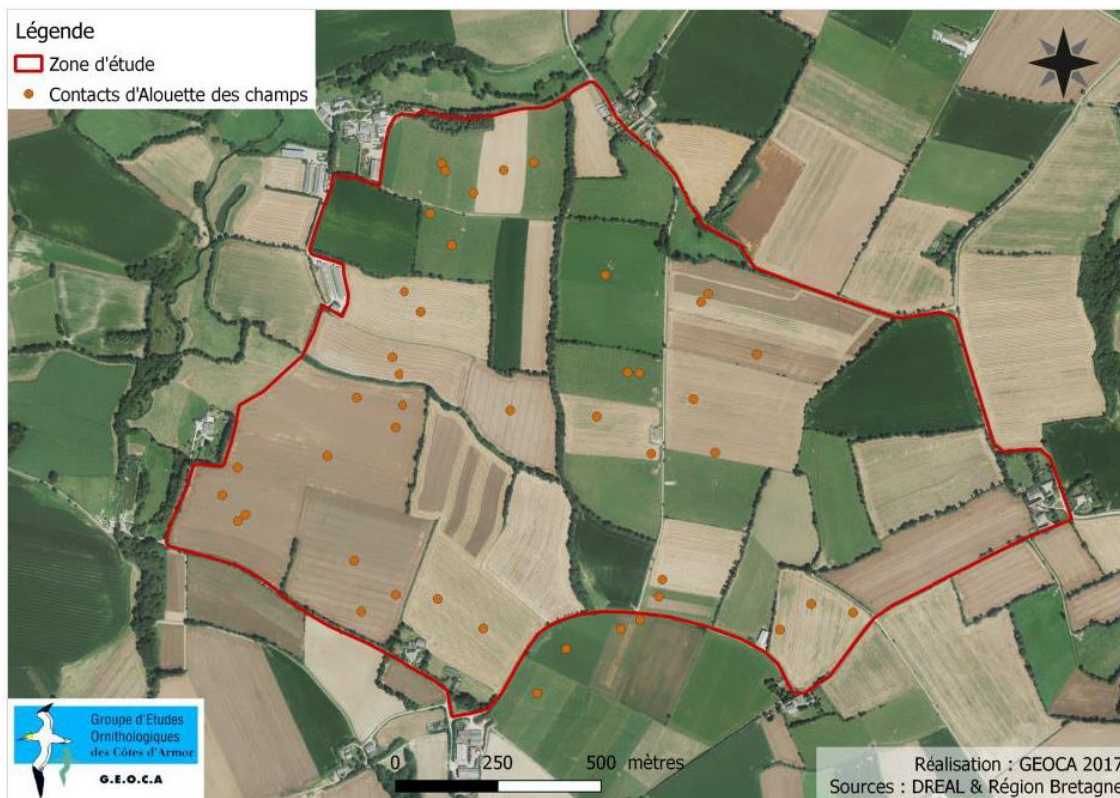 Légende
Zone d'étude
Contacts d'Alouette des champs
Groupe d'Etudes
Ornithologiques
des Côtes d'Armor
G.E.O.C.A
0 250 500 mètres
Réalisation : GEOCA 2017
Sources : DREAL & Région Bretagne